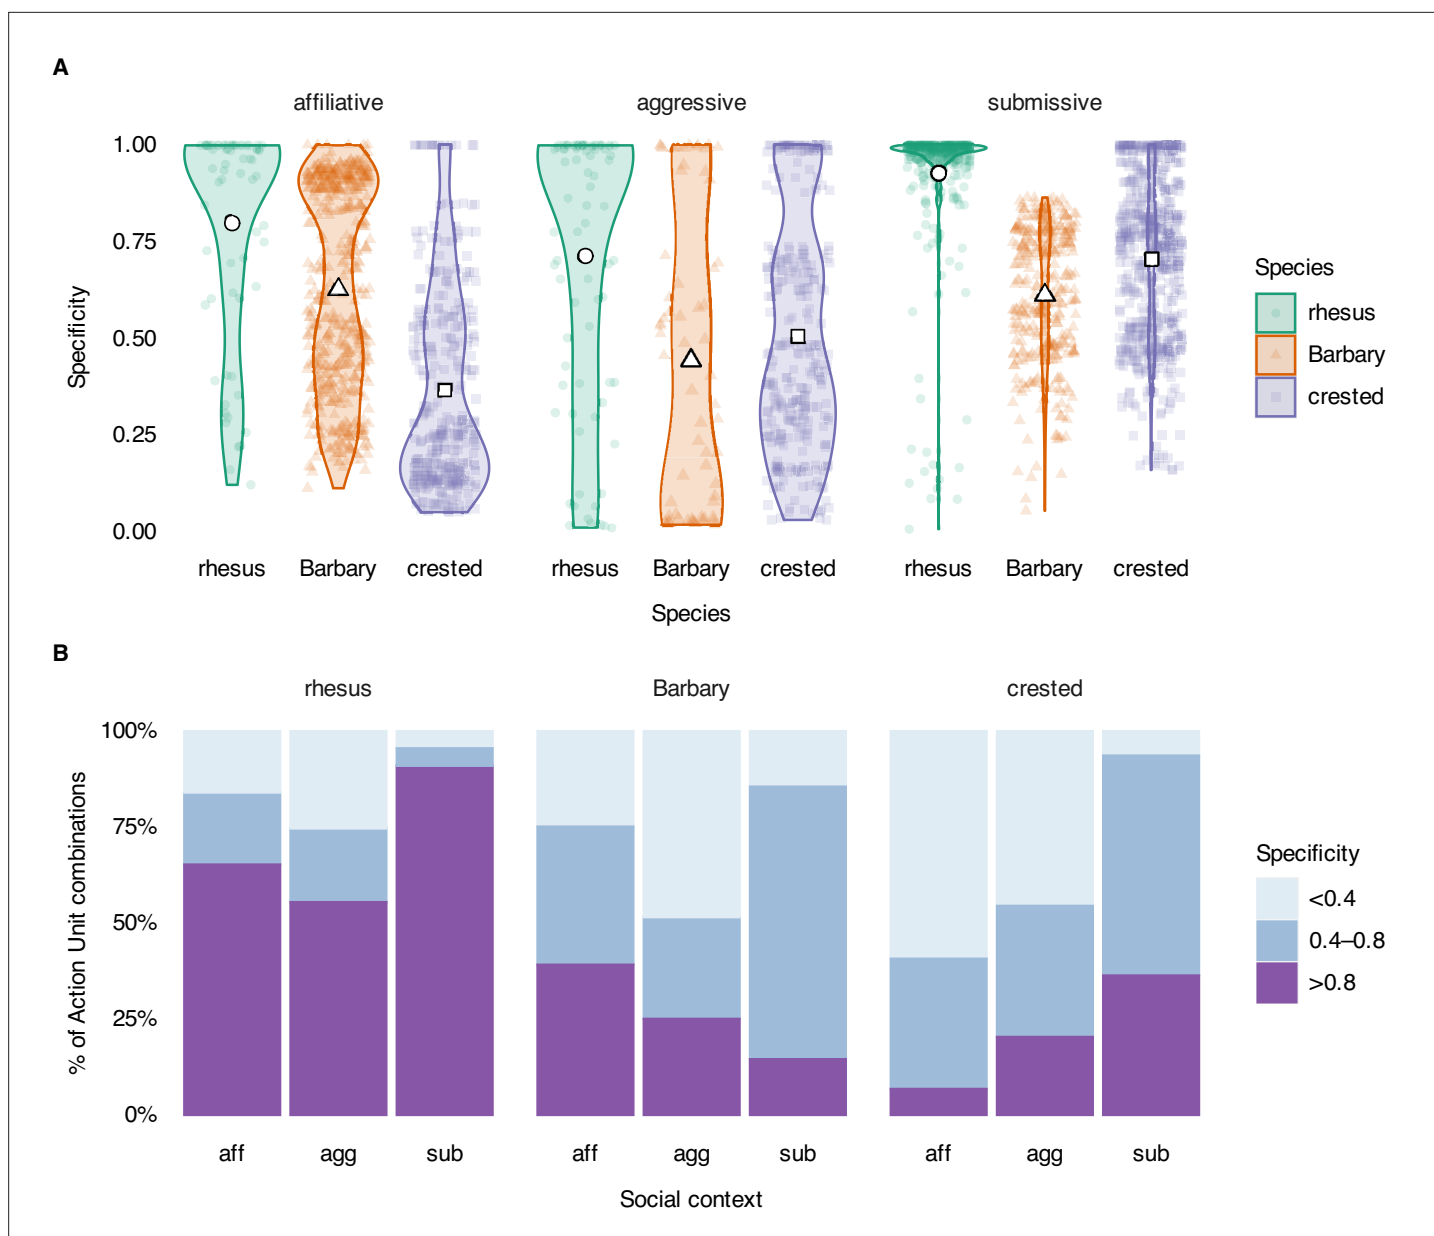 A
affiliative aggressive submissive
1.00
0.75
0.50
0.25
0.00
Specificity
rhesus Barbary crested rhesus Barbary crested rhesus Barbary crested
Species
Species
rhesus
Barbary
crested
B
rhesus Barbary crested
100%
75%
50%
25%
0%
% of Action Unit combinations
aff agg sub aff agg sub aff agg sub
Social context
Specificity
<0.4
0.4–0.8
>0.8